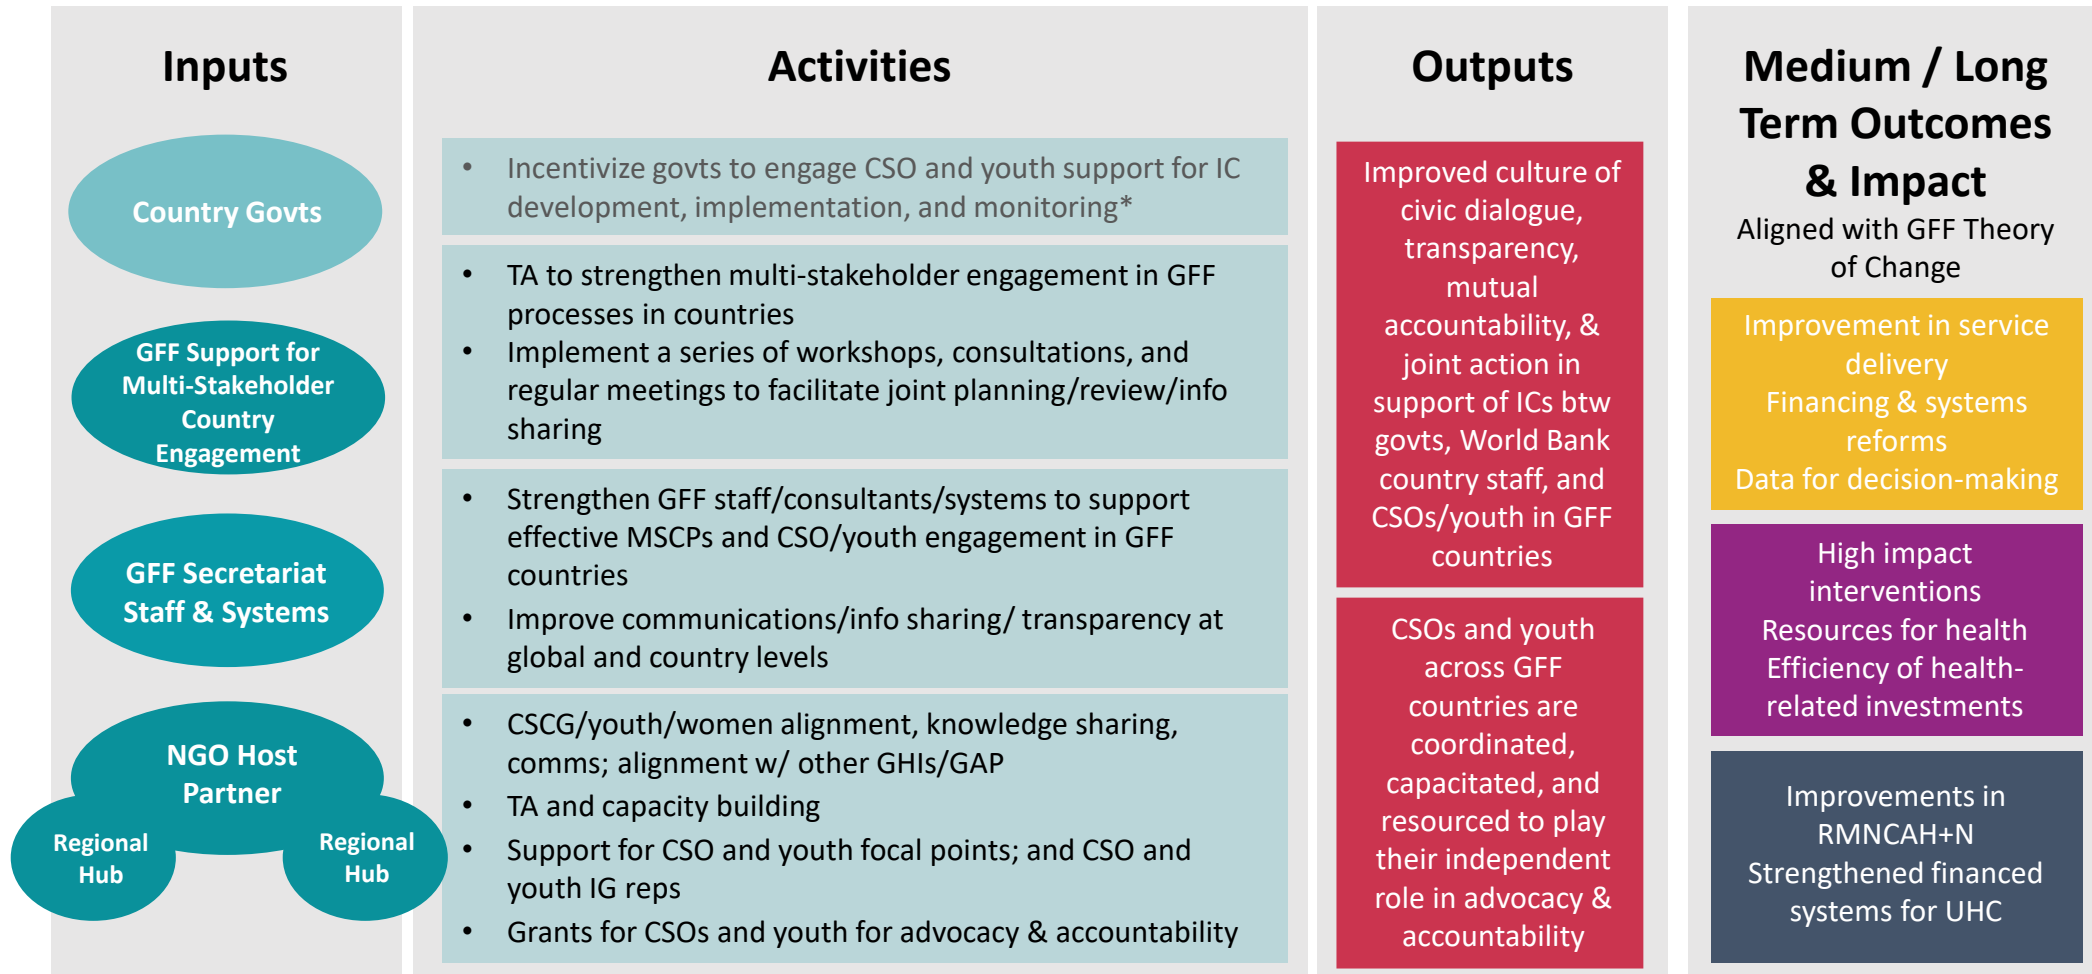 Inputs
Country Govts
GFF Support for
Multi-Stakeholder
Country
Engagement
GFF Secretariat
Staff & Systems
NGO Host
Partner
Regional
Hub
Regional
Hub
Activities
• Incentivize govts to engage CSO and youth support for IC
development, implementation, and monitoring*
• TA to strengthen multi-stakeholder engagement in GFF
processes in countries
• Implement a series of workshops, consultations, and
regular meetings to facilitate joint planning/review/info
sharing
• Strengthen GFF staff/consultants/systems to support
effective MSCPs and CSO/youth engagement in GFF
countries
• Improve communications/info sharing/ transparency at
global and country levels
• CSCG/youth/women alignment, knowledge sharing,
comms; alignment w/ other GHIs/GAP
• TA and capacity building
• Support for CSO and youth focal points; and CSO and
youth IG reps
• Grants for CSOs and youth for advocacy & accountability
Outputs
Improved culture of
civic dialogue,
transparency,
mutual
accountability, &
joint action in
support of ICs btw
govts, World Bank
country staff, and
CSOs/youth in GFF
countries
CSOs and youth
across GFF
countries are
coordinated,
capacitated, and
resourced to play
their independent
role in advocacy &
accountability
Medium / Long
Term Outcomes
& Impact
Aligned with GFF Theory
of Change
Improvement in service
delivery
Financing & systems
reforms
Data for decision-making
High impact
interventions
Resources for health
Efficiency of health-
related investments
Improvements in
RMNCAH+N
Strengthened financed
systems for UHC